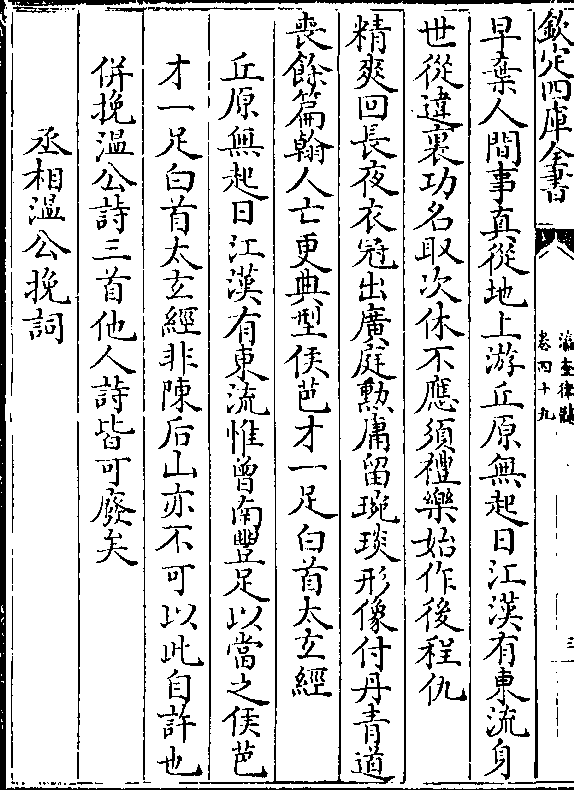 欽定四庫全書
瀛奎律髓
卷四十九
三
早棄人間事真從地上游丘原無起日江漢有東流身
世從違裏功名取次休不應須禮樂始作後程仇
精爽回長夜衣冠出廣庭勲庸留琬琰形像付丹青道
喪餘篇翰人亡更典型侯芭才一足白首太玄經
丘原無起日江漢有東流惟曾南豐足以當之侯芭
才一足白首太玄經非陳后山亦不可以此自許也
併挽温公詩三首他人詩皆可廢矣
丞相温公挽詞